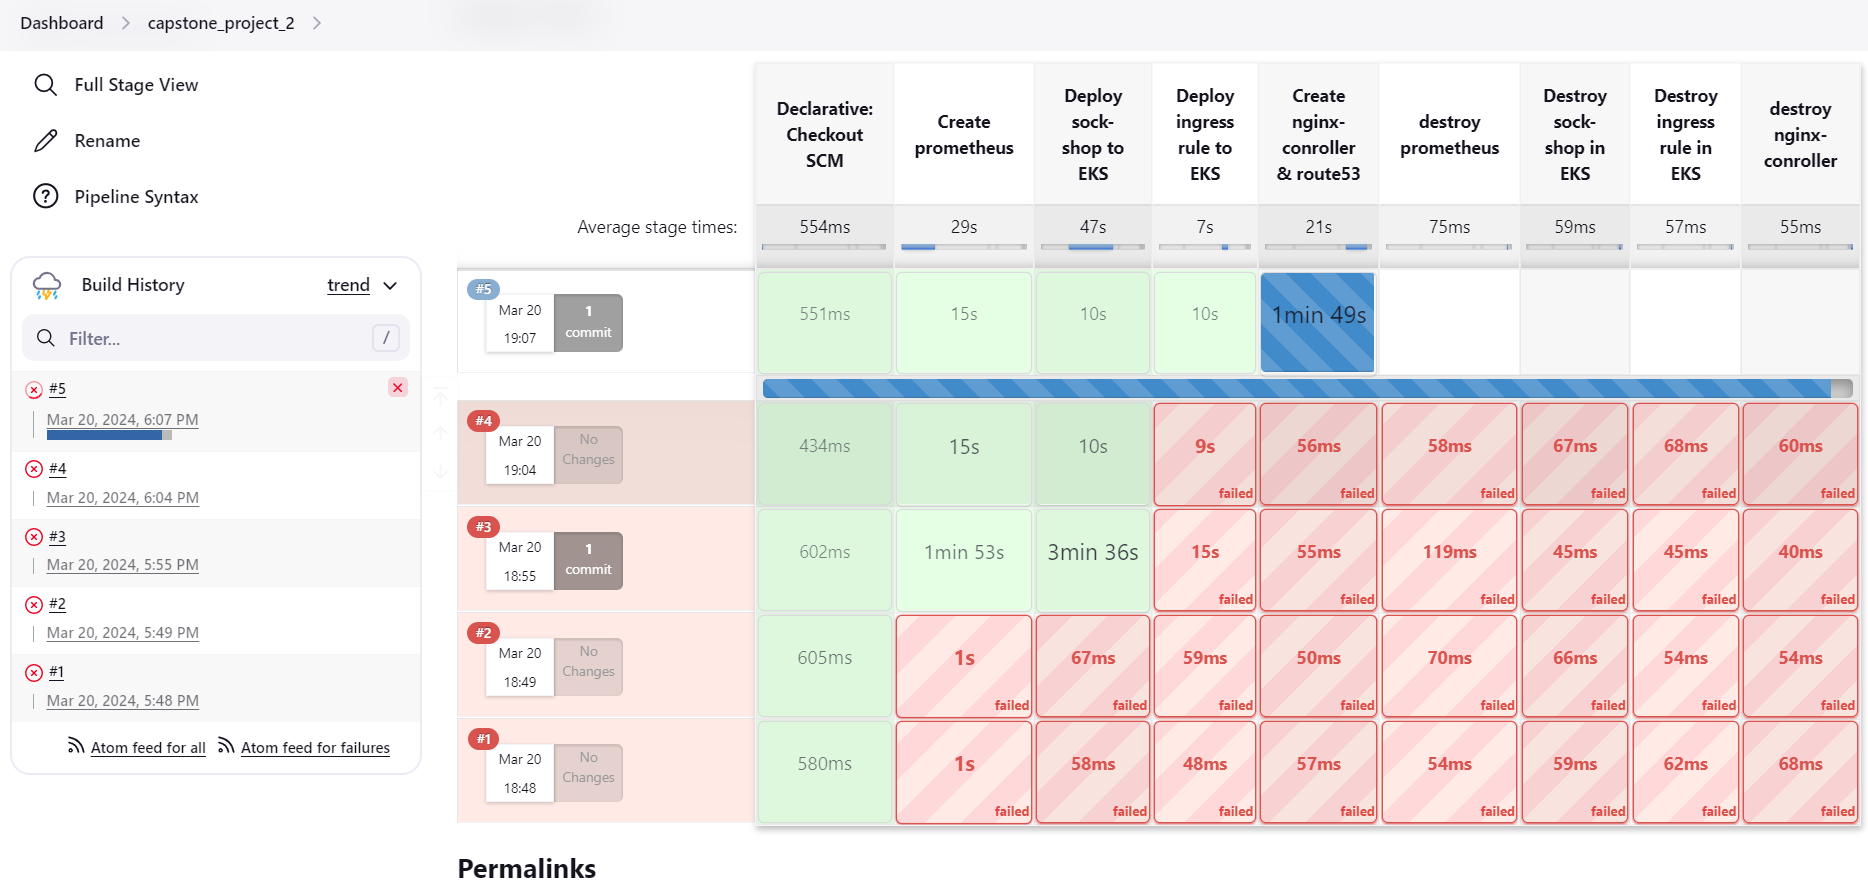 Dashboard
capstone_project_2
Full Stage View
Rename
Pipeline Syntax
Build History
trend
Filter...
/
#5
Mar 20, 2024, 6:07 PM
#4
Mar 20, 2024, 6:04 PM
#3
Mar 20, 2024, 5:55 PM
#2
Mar 20, 2024, 5:49 PM
#1
Mar 20, 2024, 5:48 PM
Atom feed for all
Atom feed for failures
Declarative:
Checkout
SCM
Create
prometheus
Deploy
sock-
shop to
EKS
Deploy
ingress
rule to
EKS
Create
nginx-
conroller
& route53
destroy
prometheus
Destroy
sock-
shop in
EKS
Destroy
ingress
rule in
EKS
destroy
nginx-
conroller
Average stage times:
554ms
29s
47s
7s
21s
75ms
59ms
57ms
55ms
#5
Mar 20
19:07
1
commit
551ms
15s
10s
10s
1min 49s
#4
Mar 20
19:04
No
Changes
434ms
15s
10s
9s
failed
56ms
failed
58ms
failed
67ms
failed
68ms
failed
60ms
failed
#3
Mar 20
18:55
1
commit
602ms
1min 53s
3min 36s
15s
failed
55ms
failed
119ms
failed
45ms
failed
45ms
failed
40ms
failed
#2
Mar 20
18:49
No
Changes
605ms
1s
failed
67ms
failed
59ms
failed
50ms
failed
70ms
failed
66ms
failed
54ms
failed
54ms
failed
#1
Mar 20
18:48
No
Changes
580ms
1s
failed
58ms
failed
48ms
failed
57ms
failed
54ms
failed
59ms
failed
62ms
failed
68ms
failed
Permalinks